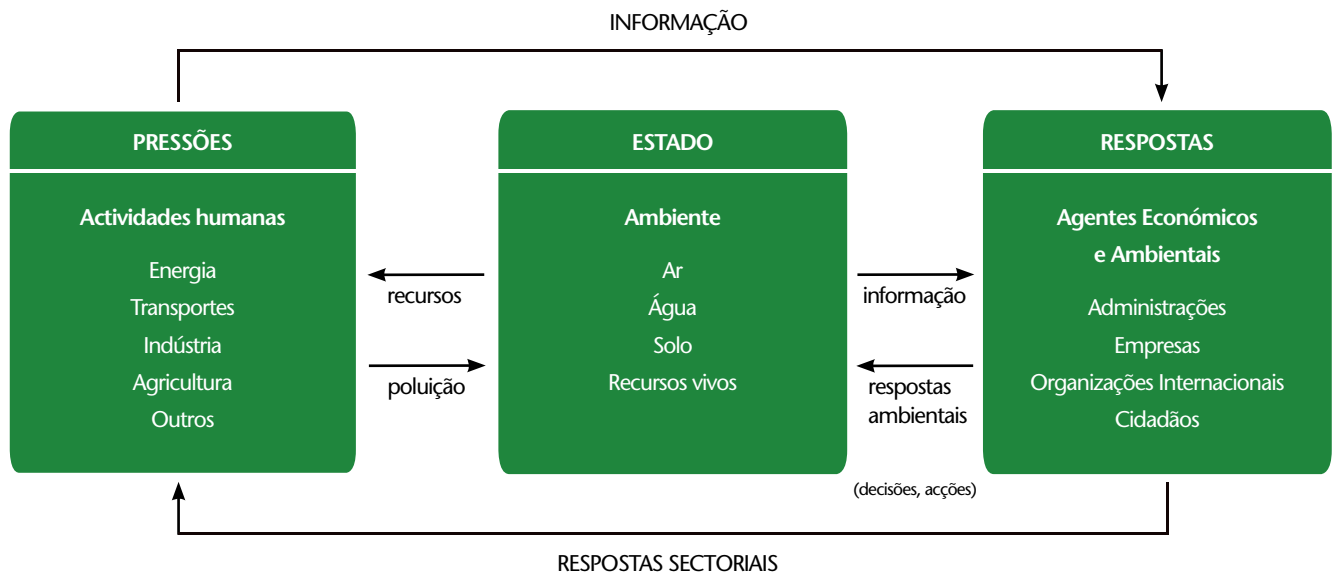 INFORMAÇÃO
PRESSÕES
Actividades humanas
Energia
Transportes
Indústria
Agricultura
Outros
recursos
poluição
ESTADO
Ambiente
Ar
Água
Solo
Recursos vivos
informação
respostas
ambientais
(decisões, acções)
RESPOSTAS
Agentes Económicos
e Ambientais
Administrações
Empresas
Organizações Internacionais
Cidadãos
RESPOSTAS SECTORIAIS